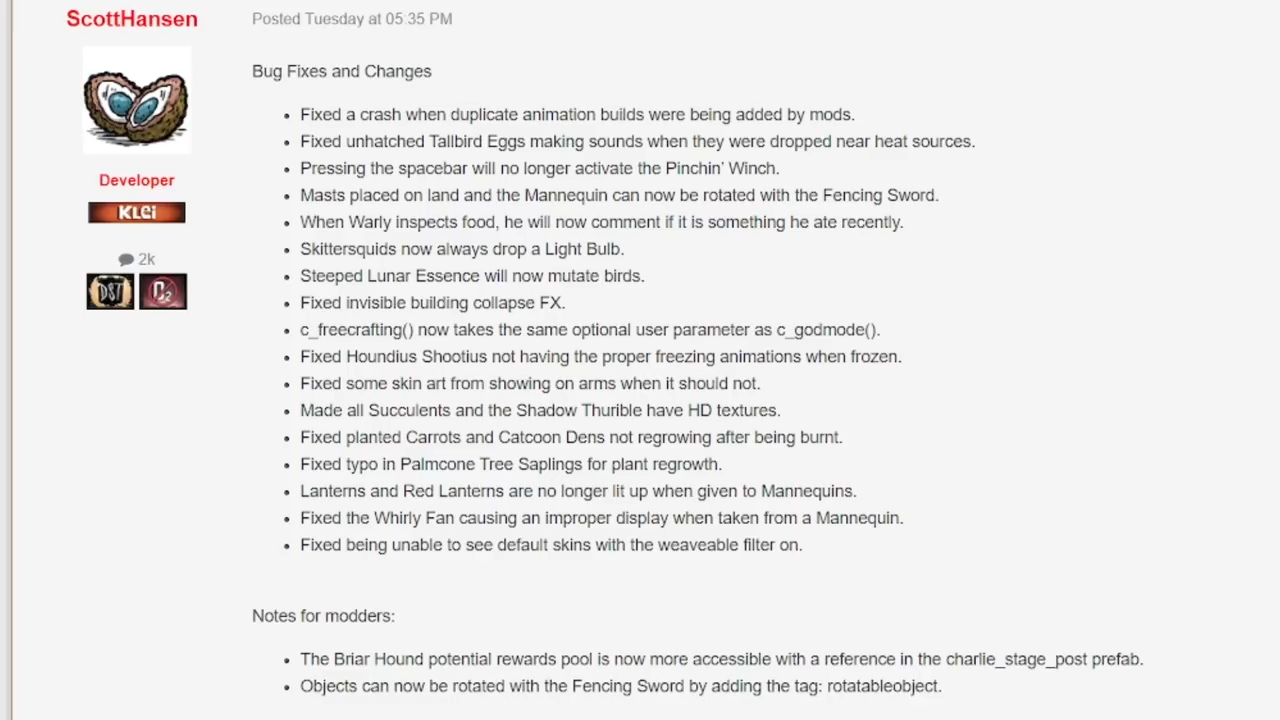 ScottHansen
Posted Tuesday at 05:35 PM
Developer
KLEI
2k
DST
Bug Fixes and Changes
Fixed a crash when duplicate animation builds were being added by mods.
Fixed unhatched Tallbird Eggs making sounds when they were dropped near heat sources.
Pressing the spacebar will no longer activate the Pinchin' Winch.
Masts placed on land and the Mannequin can now be rotated with the Fencing Sword.
When Warly inspects food, he will now comment if it is something he ate recently.
Skittersquids now always drop a Light Bulb.
Steeped Lunar Essence will now mutate birds.
Fixed invisible building collapse FX.
c_freecrafting() now takes the same optional user parameter as c_godmode().
Fixed Houndius Shootius not having the proper freezing animations when frozen.
Fixed some skin art from showing on arms when it should not.
Made all Succulents and the Shadow Thurible have HD textures.
Fixed planted Carrots and Catcoon Dens not regrowing after being burnt.
Fixed typo in Palmcone Tree Saplings for plant regrowth.
Lanterns and Red Lanterns are no longer lit up when given to Mannequins.
Fixed the Whirly Fan causing an improper display when taken from a Mannequin.
Fixed being unable to see default skins with the weaveable filter on.
Notes for modders:
The Briar Hound potential rewards pool is now more accessible with a reference in the charlie_stage_post prefab.
Objects can now be rotated with the Fencing Sword by adding the tag: rotatableobject.